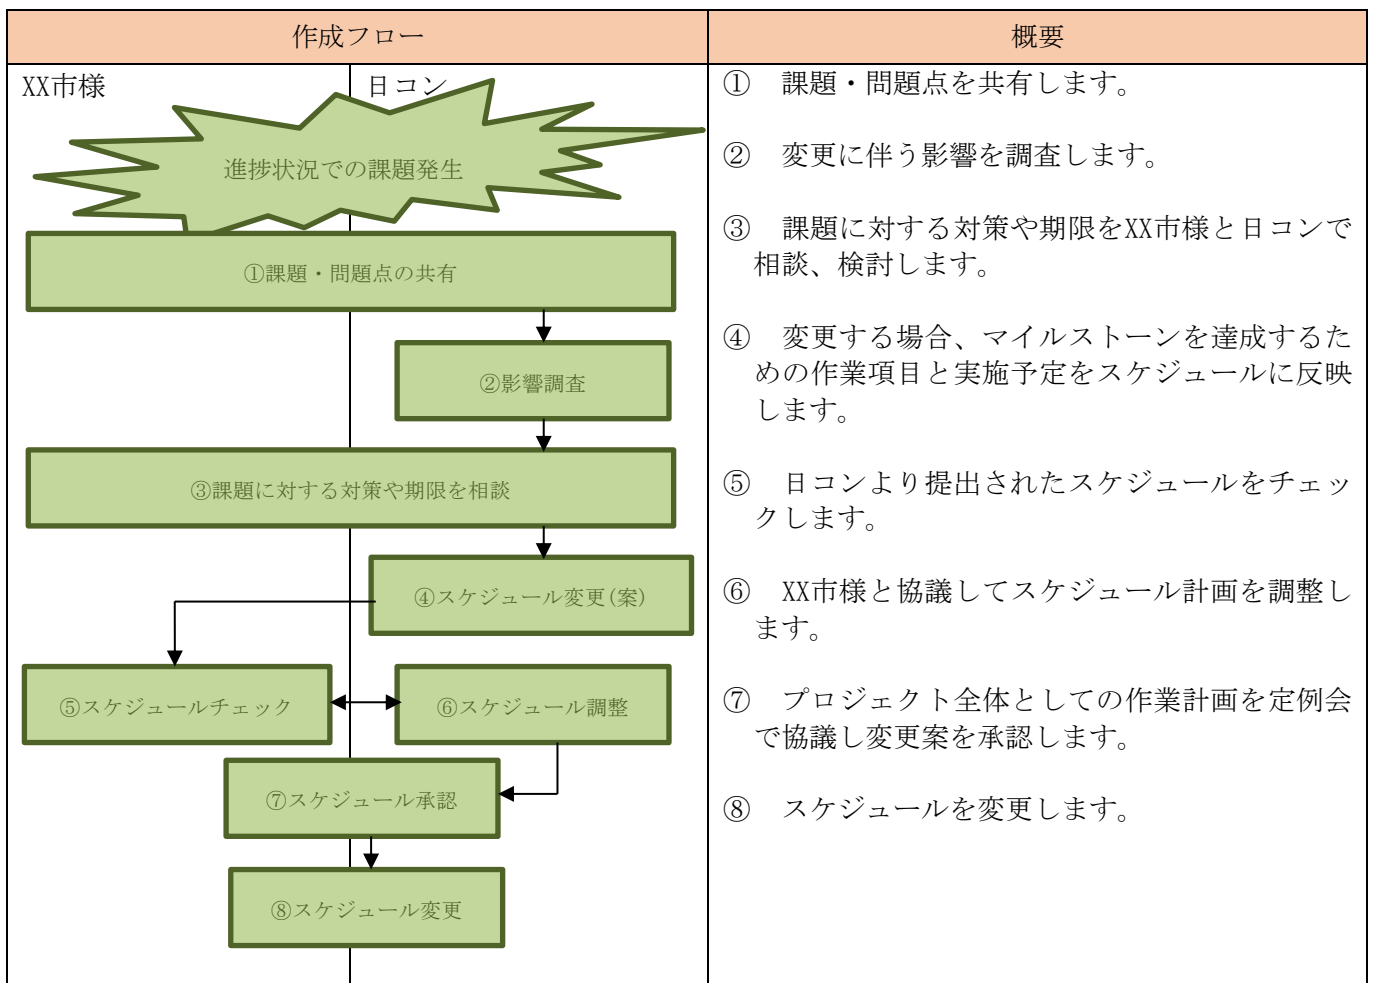 作成フロー
概要
XX市様
日コン
進捗状況での課題発生
①課題・問題点の共有
②影響調査
③課題に対する対策や期限を相談
④スケジュール変更(案)
⑤スケジュールチェック
⑥スケジュール調整
⑦スケジュール承認
⑧スケジュール変更
① 課題・問題点を共有します。
② 変更に伴う影響を調査します。
③ 課題に対する対策や期限をXX市様と日コンで
相談、検討します。
④ 変更する場合、マイルストーンを達成するた
めの作業項目と実施予定をスケジュールに反映
します。
⑤ 日コンより提出されたスケジュールをチェッ
クします。
⑥ XX市様と協議してスケジュール計画を調整し
ます。
⑦ プロジェクト全体としての作業計画を定例会
で協議し変更案を承認します。
⑧ スケジュールを変更します。